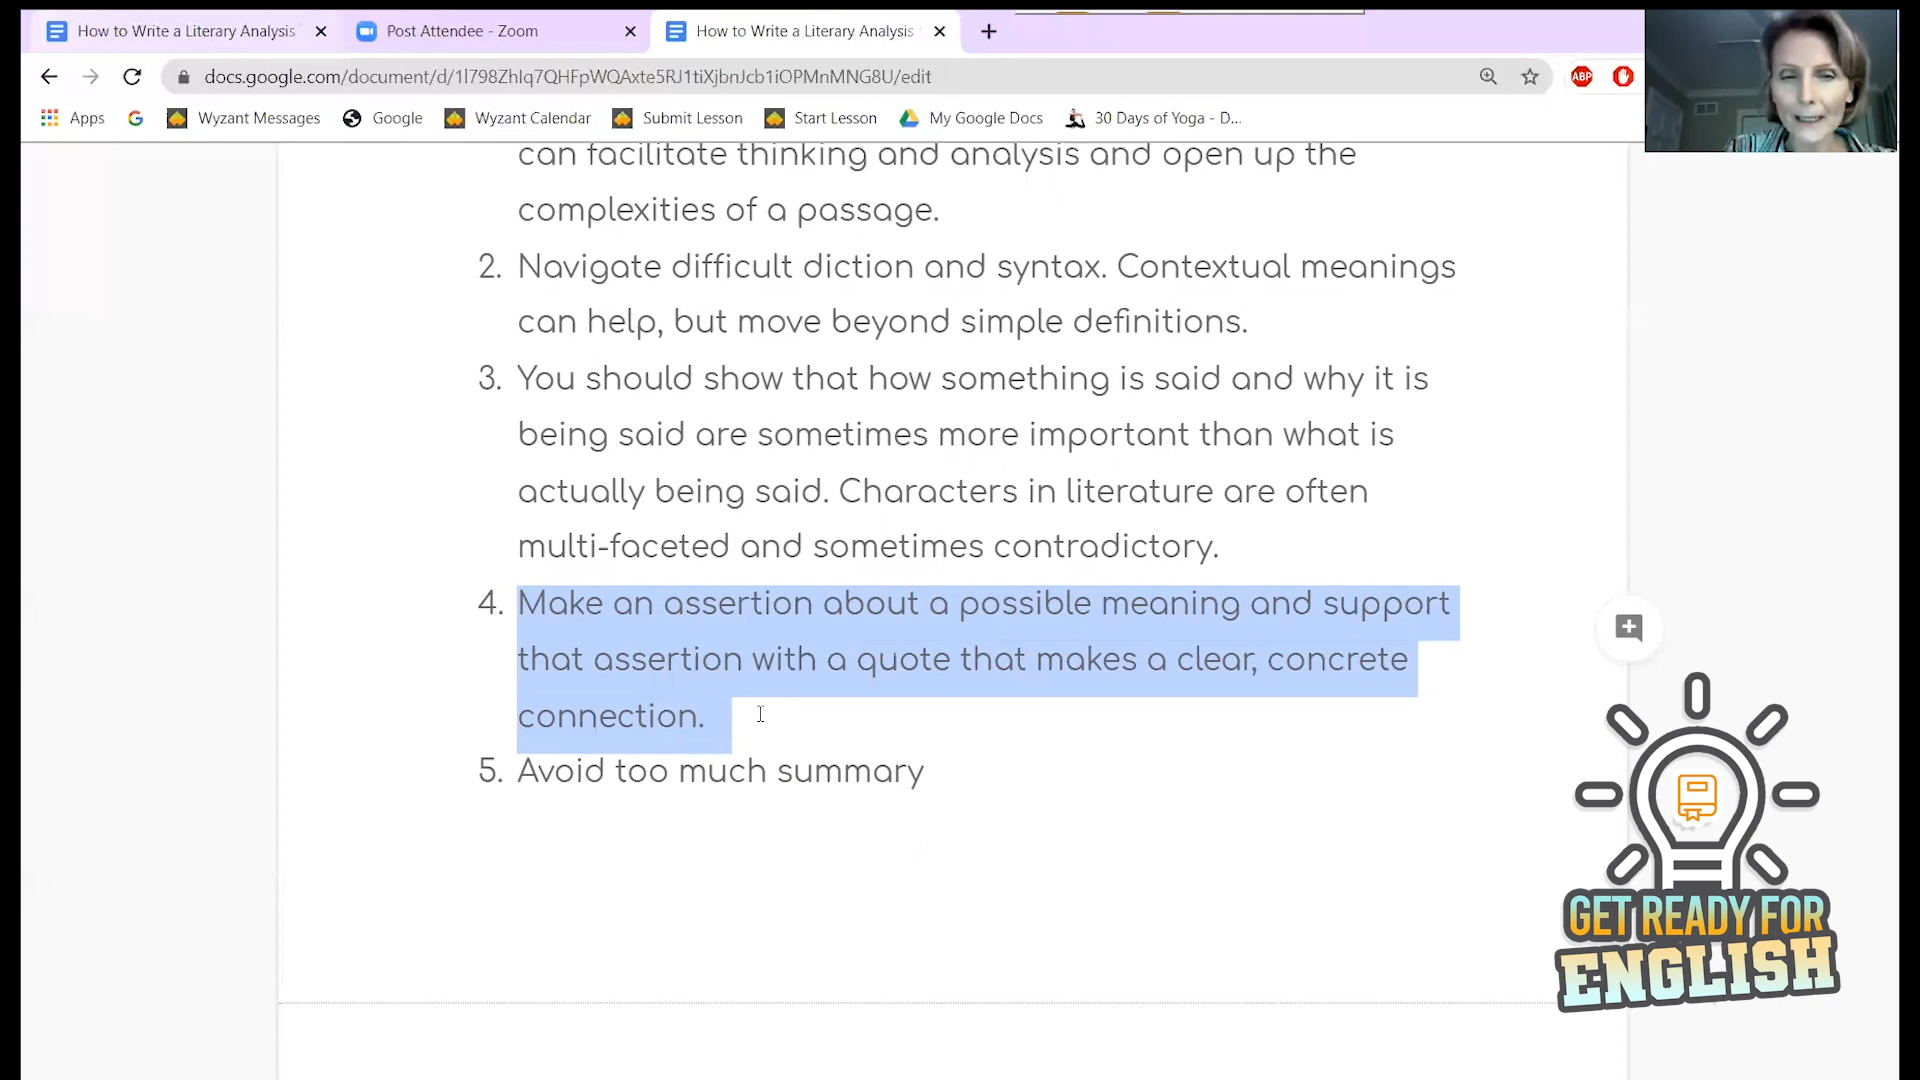 How to Write a Literary Analysis
Post Attendee - Zoom
How to Write a Literary Analysis
docs.google.com/document/d/1l798ZhIq7QHFpWQAxte5RJ1tiXjbnJcb1iOPMnMNG8U/edit
ABP
Apps
Wyzant Messages
Google
Wyzant Calendar
Submit Lesson
Start Lesson
My Google Docs
30 Days of Yoga - D...
can facilitate thinking and analysis and open up the
complexities of a passage.
2. Navigate difficult diction and syntax. Contextual meanings
can help, but move beyond simple definitions.
3. You should show that how something is said and why it is
being said are sometimes more important than what is
actually being said. Characters in literature are often
multi-faceted and sometimes contradictory.
4. Make an assertion about a possible meaning and support
that assertion with a quote that makes a clear, concrete
connection.
5. Avoid too much summary
GET READY FOR
ENGLISH